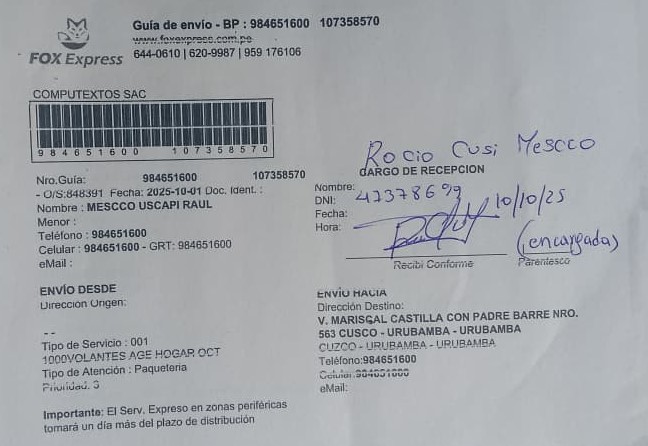 Guía de envío - BP : 984651600 107358570
www.foxexpress.com.pe
644-0610 | 620-9987 | 959 176106
FOX Express
COMPUTEXTOS SAC
984651600 107358570
Nro.Guía: 984651600 107358570
- O/S:848391 Fecha: 2025-10-01 Doc. Ident. :
Nombre : MESCCO USCAPI RAUL
Menor :
Teléfono : 984651600
Celular : 984651600 - GRT: 984651600
eMail :
Rocio Cusi Mescco
CARGO DE RECEPCION
Nombre:
DNI: 47378699
Fecha: 10/10/25
Hora:
(encargada)
Recibi Conforme Parentesco
ENVÍO DESDE
Dirección Origen:
--
Tipo de Servicio : 001
1000VOLANTES AGE HOGAR OCT
Tipo de Atención : Paqueteria
Prioridad: 3
Importante: El Serv. Expreso en zonas periféricas
tomará un día más del plazo de distribución
ENVÍO HACIA
Dirección Destino:
V. MARISCAL CASTILLA CON PADRE BARRE NRO.
563 CUSCO - URUBAMBA - URUBAMBA
CUZCO - URUBAMBA - URUBAMBA
Teléfono:984651600
Celular:984651600
eMail: